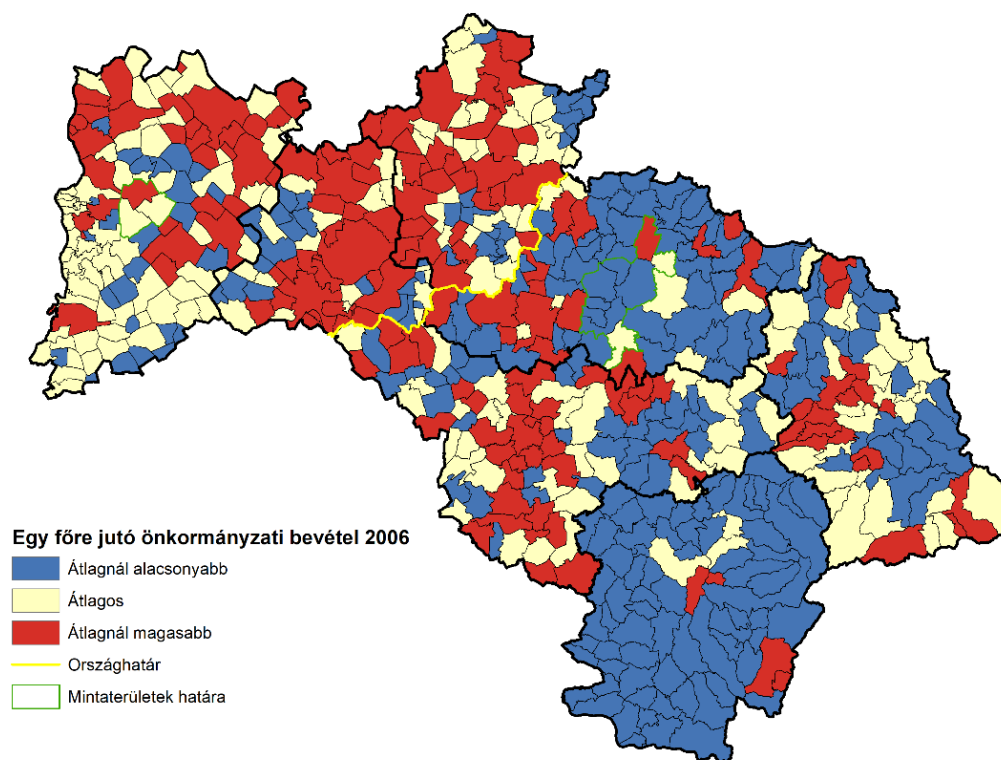 Egy főre jutó önkormányzati bevétel 2006
Átlagnál alacsonyabb
Átlagos
Átlagnál magasabb
Országhatár
Mintaterületek határa